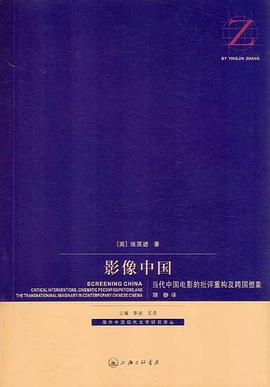 Z
BY YINGJIN ZHANG
[美] 张英进 著
影像中国
SCREENING CHINA
CRITICAL INTERVENTIONS, CINEMATIC RECONFIGURATIONS, AND
THE TRANSNATIONAL IMAGINARY IN CONTEMPORARY CHINESE CINEMA
当代中国电影的批评重构及跨国想象
胡静 译
主编 季进 王尧
海外中国现代文学研究译丛
上海三联书店